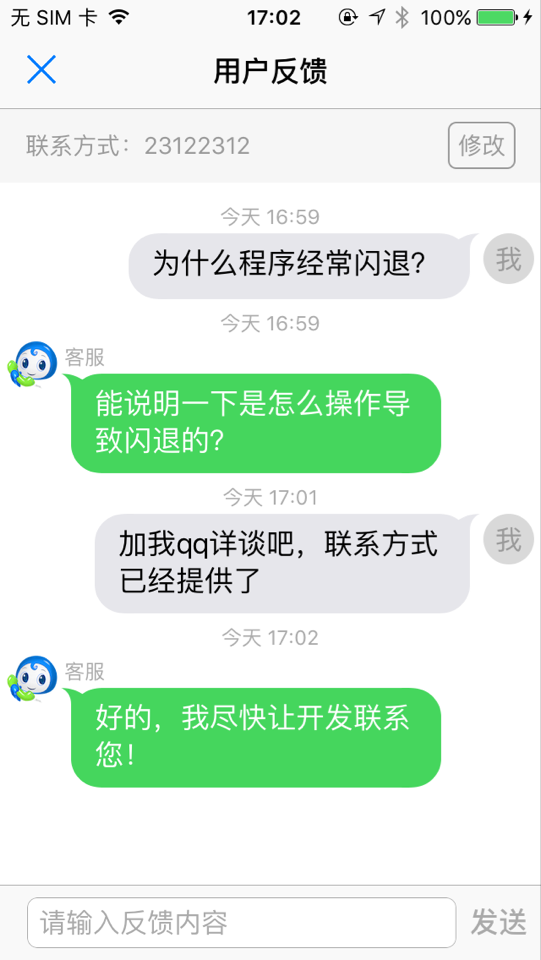 无 SIM 卡 17:02 100%
用户反馈
联系方式：23122312 修改
今天 16:59
为什么程序经常闪退？
我
今天 16:59
客服
能说明一下是怎么操作导
致闪退的？
今天 17:01
加我qq详谈吧，联系方式
已经提供了
我
今天 17:02
客服
好的，我尽快让开发联系
您！
请输入反馈内容 发送